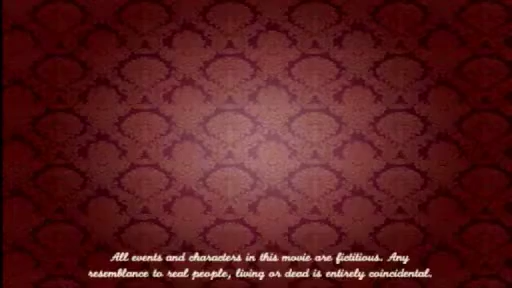 All events and characters in this movie are fictitious. Any
resemblance to real people, living or dead is entirely coincidental.